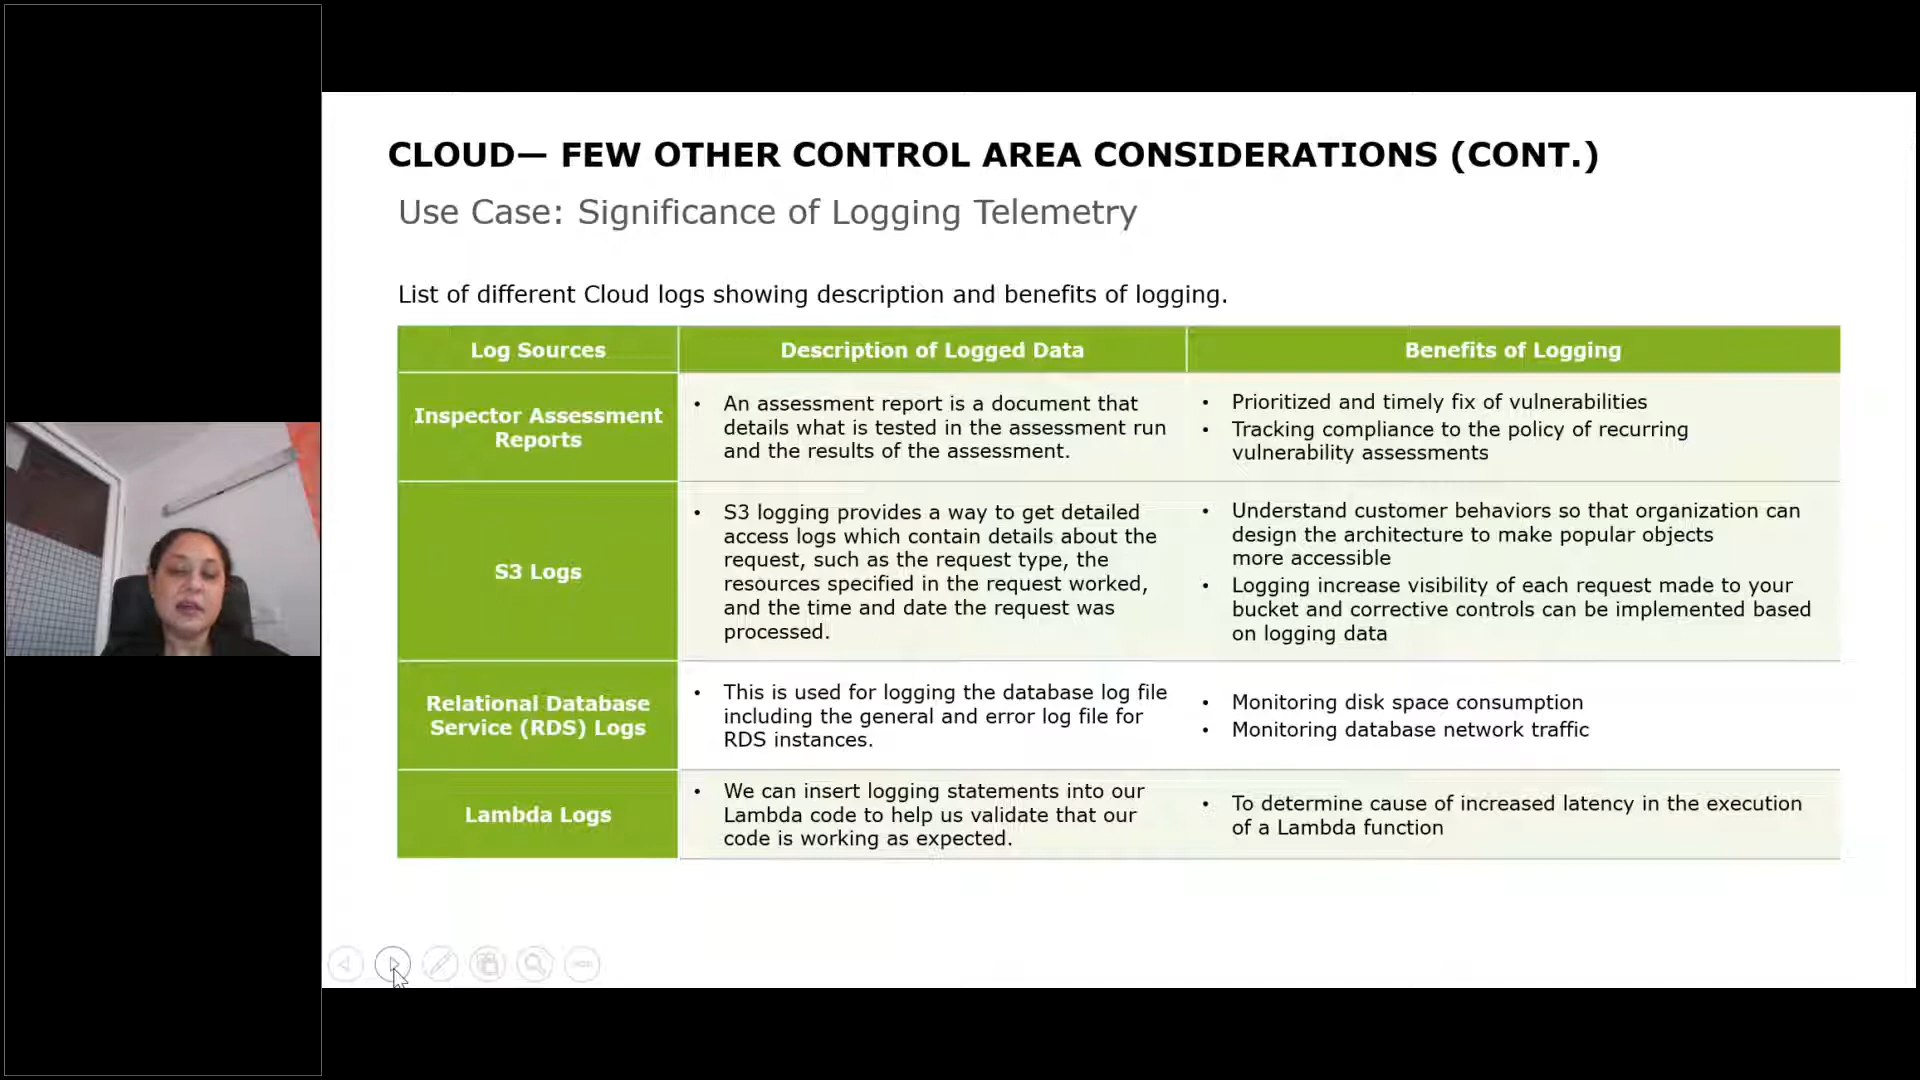 CLOUD— FEW OTHER CONTROL AREA CONSIDERATIONS (CONT.)
Use Case: Significance of Logging Telemetry
List of different Cloud logs showing description and benefits of logging.
Log Sources
Description of Logged Data
Benefits of Logging
Inspector Assessment
Reports
• An assessment report is a document that
details what is tested in the assessment run
and the results of the assessment.
• Prioritized and timely fix of vulnerabilities
• Tracking compliance to the policy of recurring
vulnerability assessments
S3 Logs
• S3 logging provides a way to get detailed
access logs which contain details about the
request, such as the request type, the
resources specified in the request worked,
and the time and date the request was
processed.
• Understand customer behaviors so that organization can
design the architecture to make popular objects
more accessible
• Logging increase visibility of each request made to your
bucket and corrective controls can be implemented based
on logging data
Relational Database
Service (RDS) Logs
• This is used for logging the database log file
including the general and error log file for
RDS instances.
• Monitoring disk space consumption
• Monitoring database network traffic
Lambda Logs
• We can insert logging statements into our
Lambda code to help us validate that our
code is working as expected.
• To determine cause of increased latency in the execution
of a Lambda function